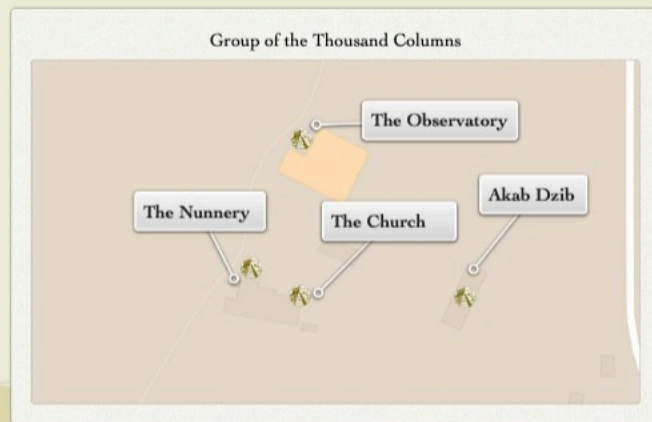 Group of the Thousand Columns
The Observatory
Akab Dzib
The Nunnery
The Church